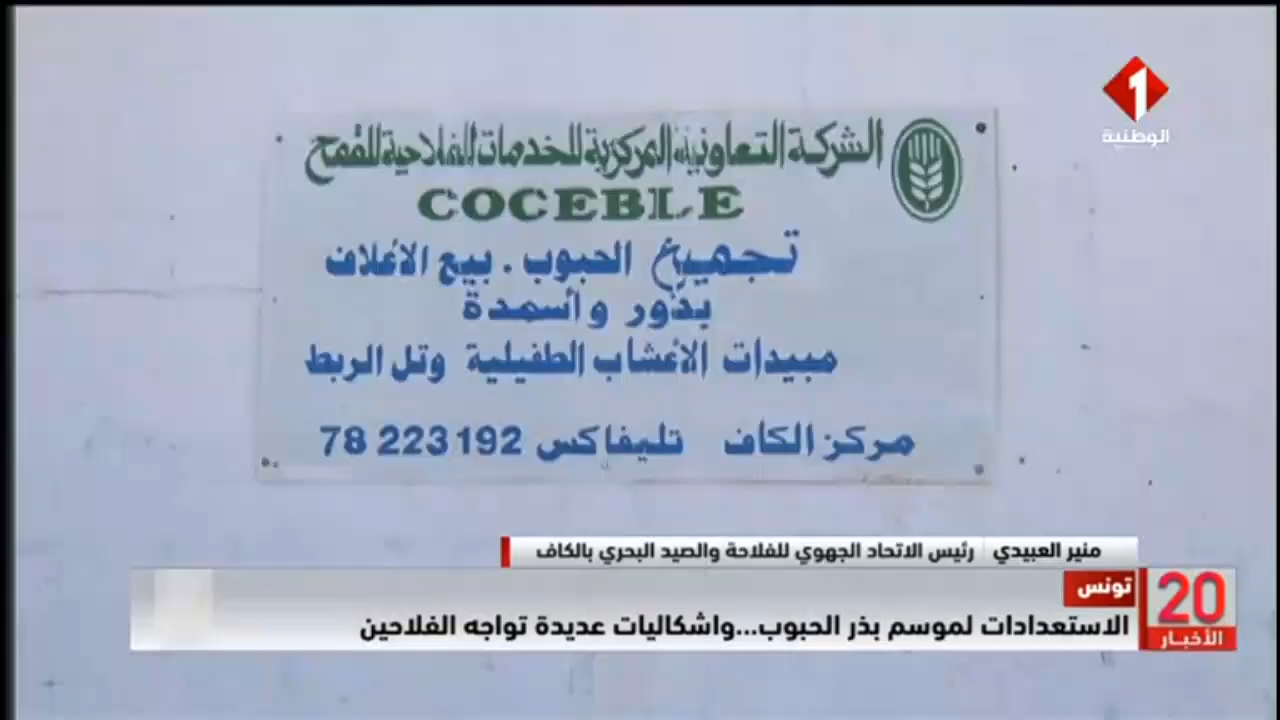 1
الوطنية
الشركة التعاونية المركزية للخدمات الفلاحية للقمح
COCEBLE
تجميع الحبوب . بيع الأعلاف
بذور وأسمدة
مبيدات الأعشاب الطفيلية وتل الربط
مركز الكاف تليفاكس 78 223 192
منير العبيدي رئيس الاتحاد الجهوي للفلاحة والصيد البحري بالكاف
تونس
الاستعدادات لموسم بذر الحبوب...واشكاليات عديدة تواجه الفلاحين
20
الأخبار